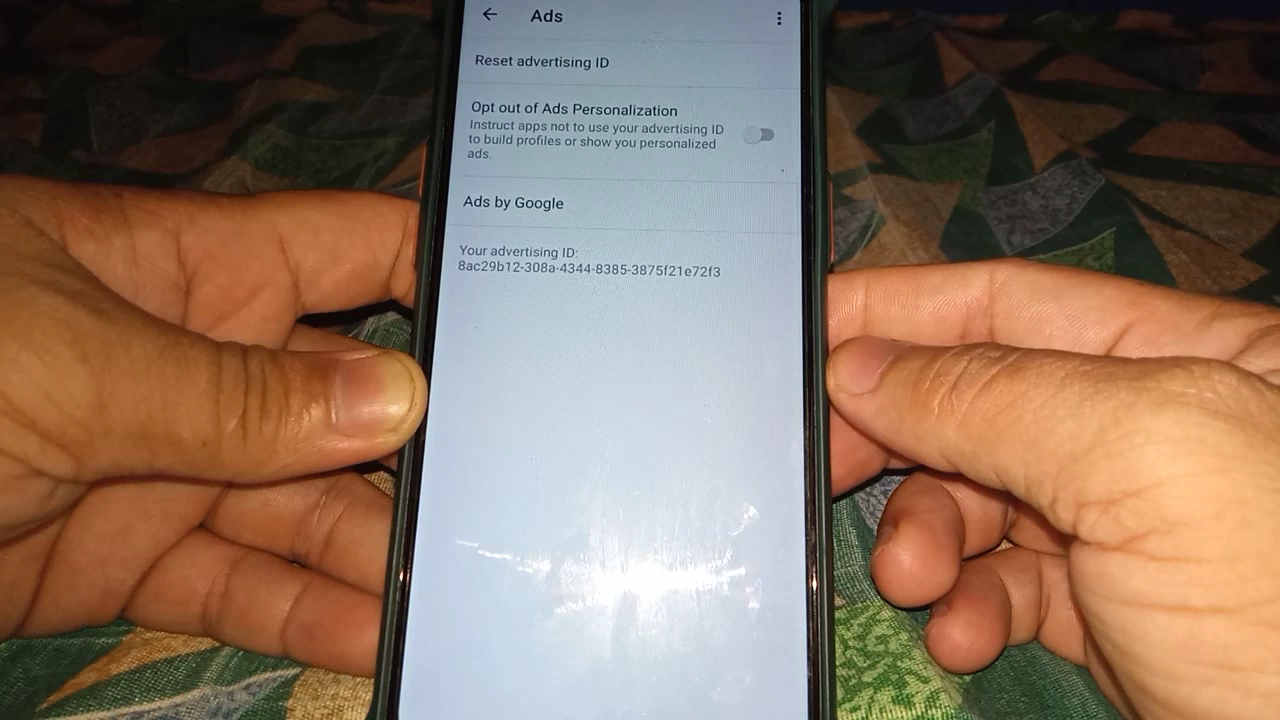 Ads
Reset advertising ID
Opt out of Ads Personalization
Instruct apps not to use your advertising ID
to build profiles or show you personalized
ads.
Ads by Google
Your advertising ID:
8ac29b12-308a-4344-8385-3875f21e72f3